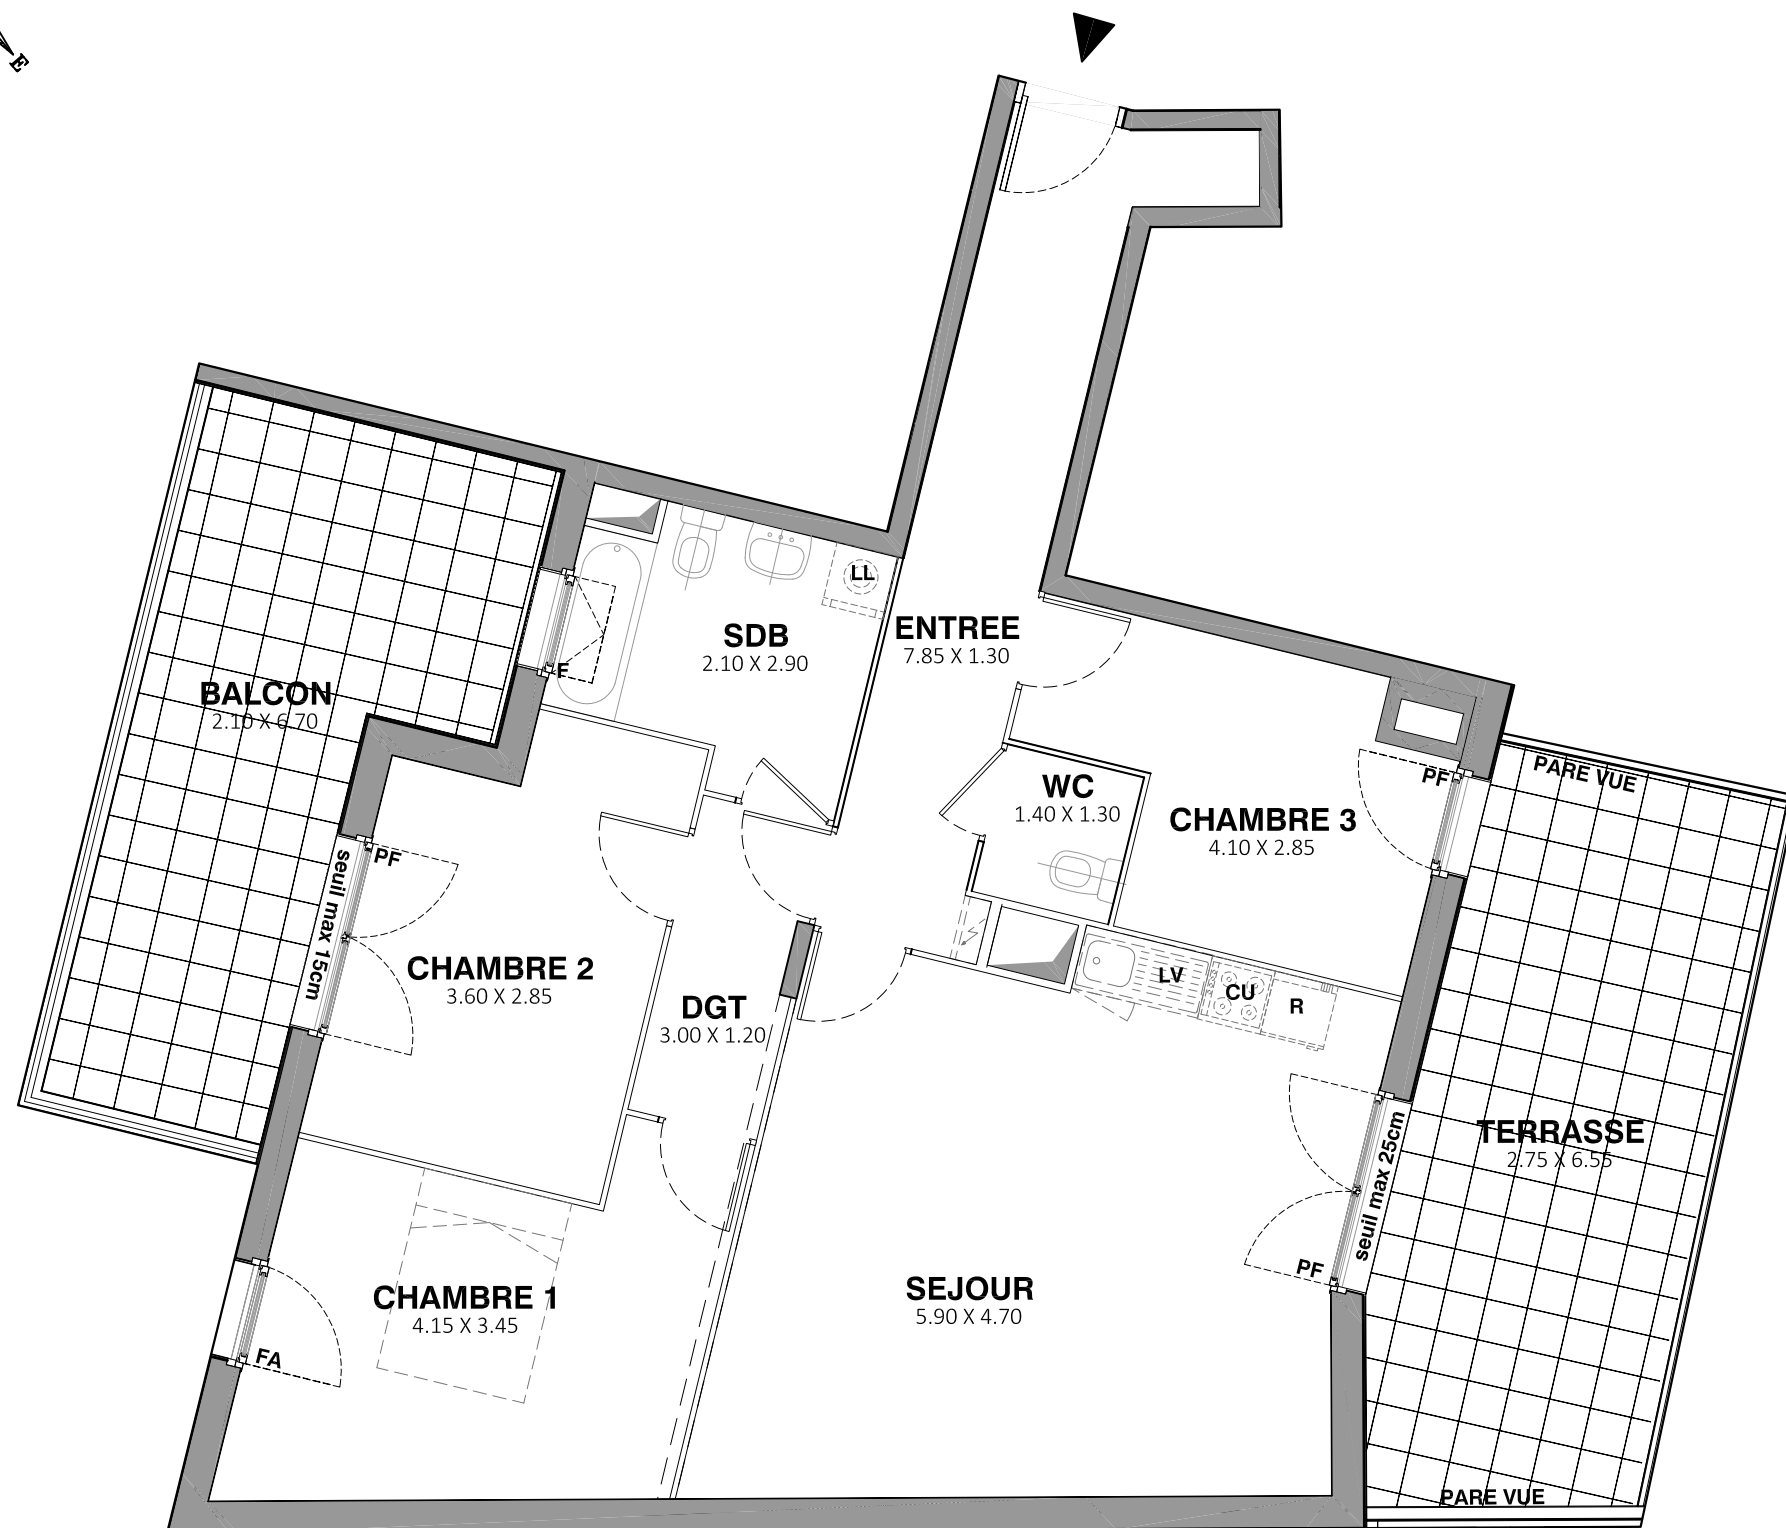 E
LL
SDB
2.10 X 2.90
ENTREE
7.85 X 1.30
F
BALCON
2.10 X 6.70
PARE VUE
PF
WC
1.40 X 1.30
CHAMBRE 3
4.10 X 2.85
PF
seuil max 15cm
CHAMBRE 2
3.60 X 2.85
LV
CU
R
DGT
3.00 X 1.20
TERRASSE
2.75 X 6.55
seuil max 25cm
PF
SEJOUR
5.90 X 4.70
CHAMBRE 1
4.15 X 3.45
FA
PARE VUE